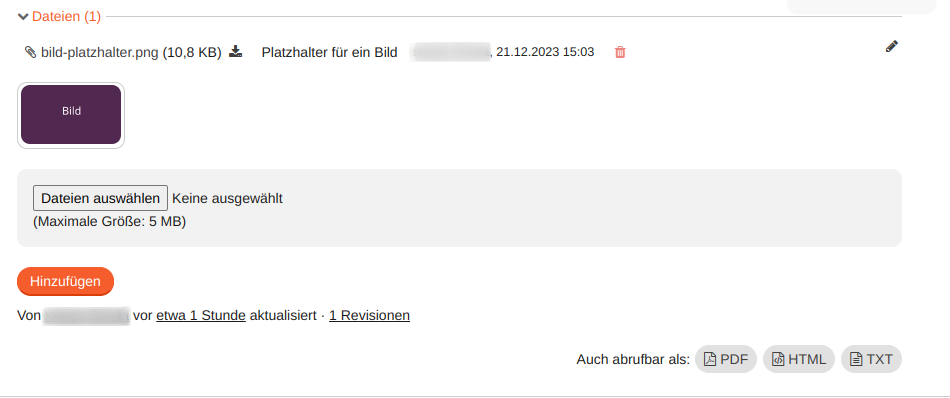 Dateien (1)
bild-platzhalter.png (10,8 KB) Platzhalter für ein Bild , 21.12.2023 15:03
Bild
Dateien auswählen Keine ausgewählt
(Maximale Größe: 5 MB)
Hinzufügen
Von vor etwa 1 Stunde aktualisiert · 1 Revisionen
Auch abrufbar als: PDF HTML TXT